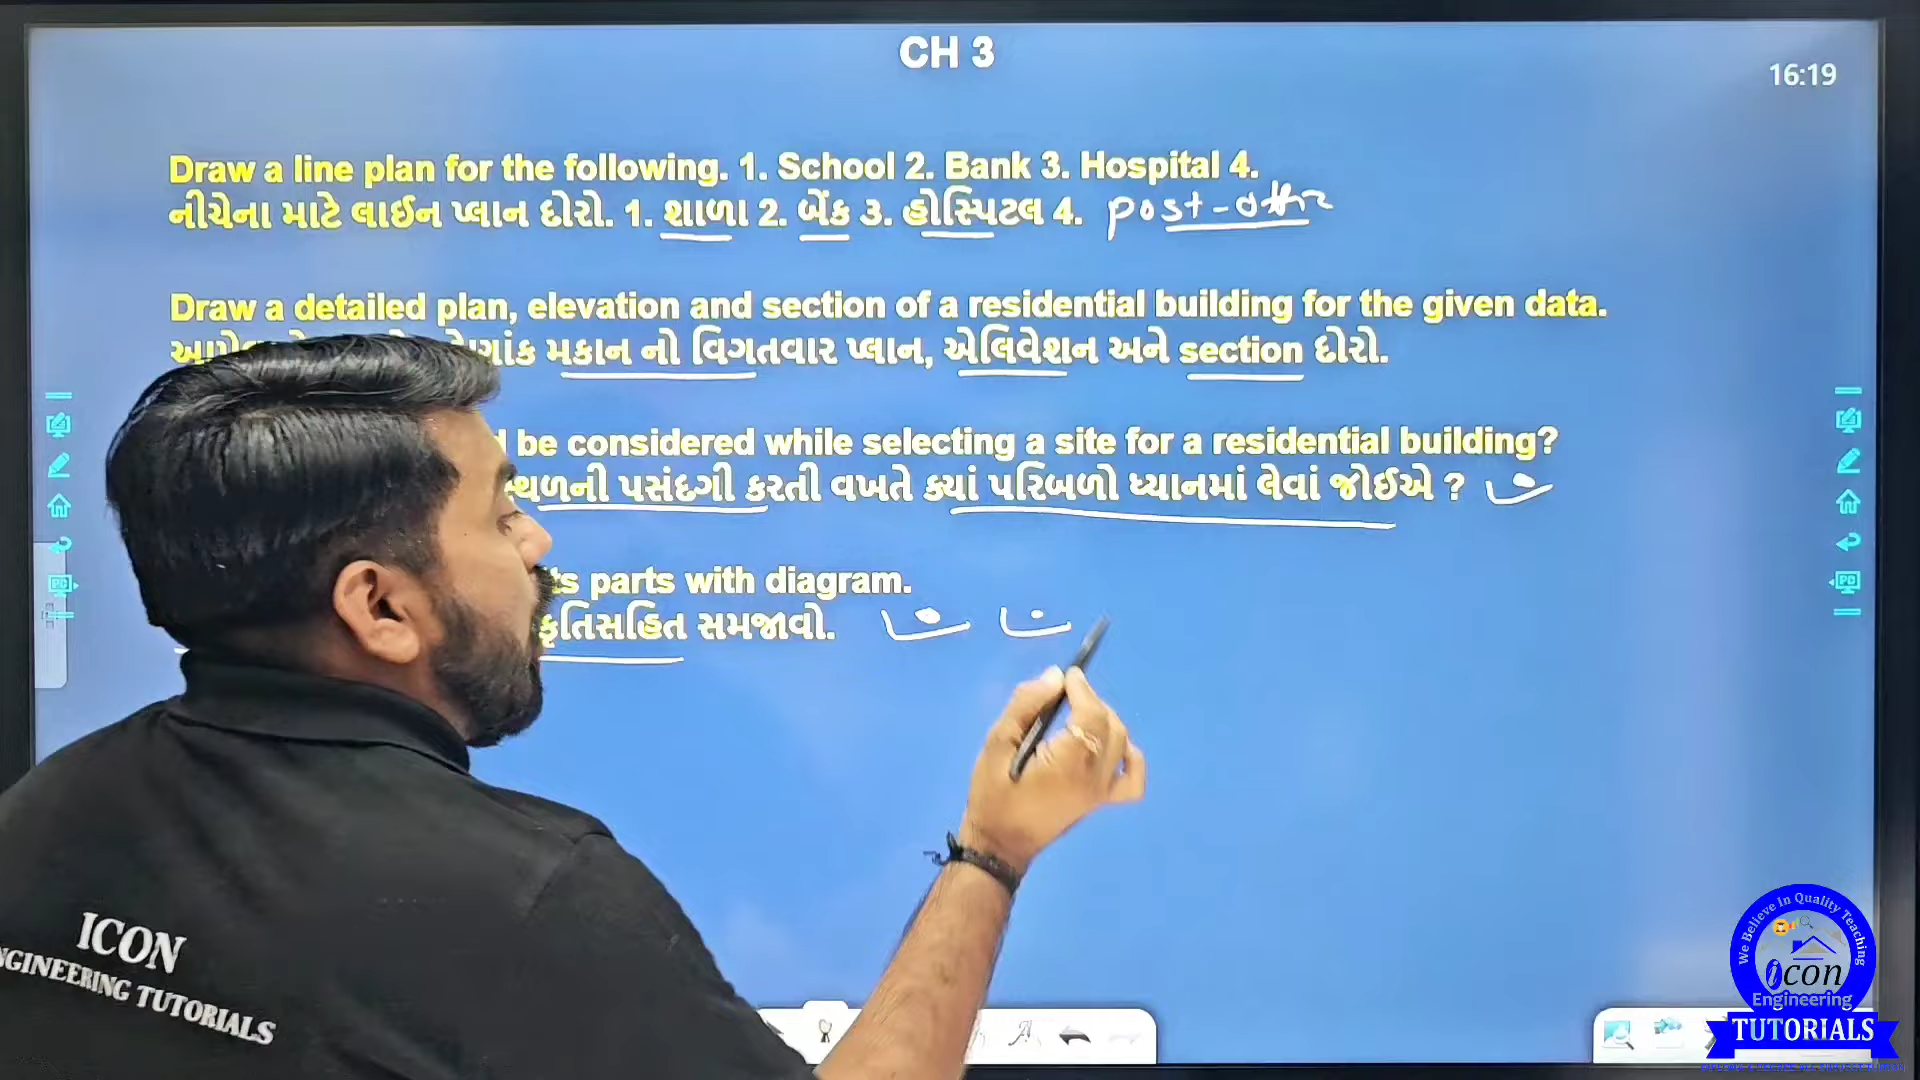 CH 3
16:19
Draw a line plan for the following. 1. School 2. Bank 3. Hospital 4.
નીચેના માટે લાઈન પ્લાન દોરો. 1. શાળા 2. બેંક 3. હોસ્પિટલ 4. post-
Draw a detailed plan, elevation and section of a residential building for the given data.
મકાન નો વિગતવાર પ્લાન, એલિવેશન અને section દોરો.
be considered while selecting a site for a residential building?
પસંદગી કરતી વખતે ક્યાં પરિબળો ધ્યાનમાં લેવાં જોઈએ ?
parts with diagram.
સમજાવો.
ICON
ENGINEERING TUTORIALS
We Believe In Quality Teaching
icon
Engineering
TUTORIALS